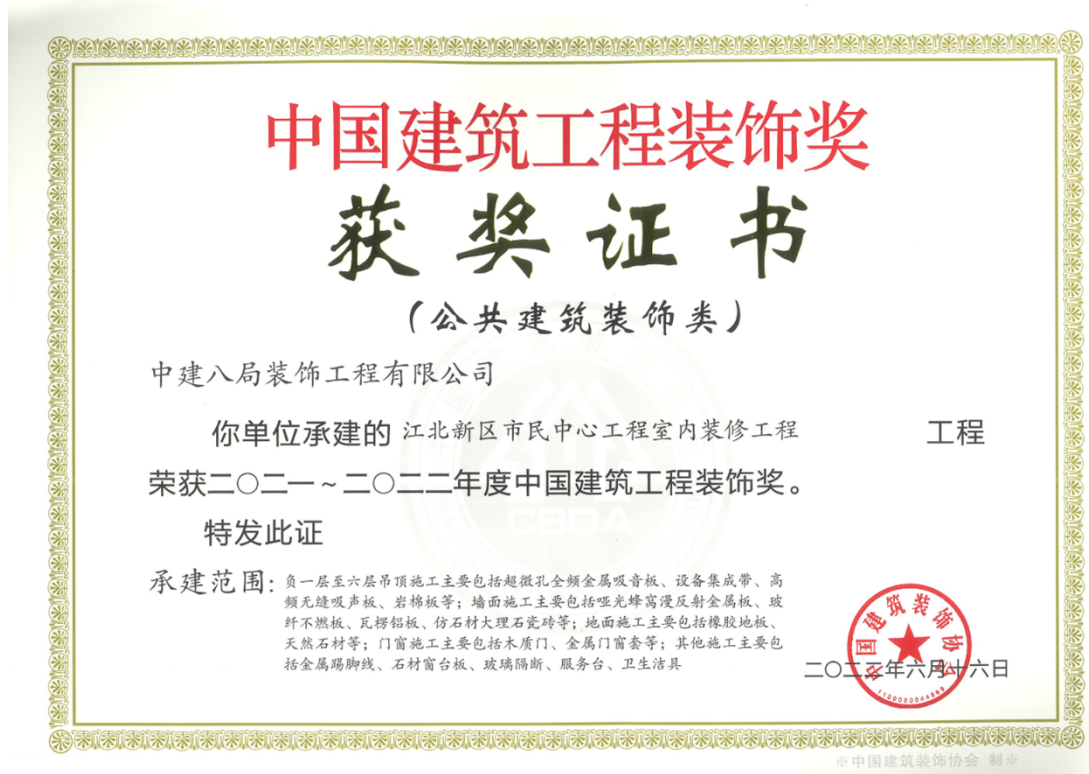 中国建筑工程装饰奖
获奖证书
（公共建筑装饰类）
中建八局装饰工程有限公司
你单位承建的 江北新区市民中心工程室内装修工程 工程
荣获二〇二一～二〇二二年度中国建筑工程装饰奖。
特发此证
承建范围：负一层至六层吊顶施工主要包括超微孔全频金属吸音板、设备集成带、高
频无缝吸声板、岩棉板等；墙面施工主要包括哑光蜂窝漫反射金属板、玻
纤不燃板、瓦楞铝板、仿石材大理石瓷砖等；地面施工主要包括橡胶地板、
天然石材等；门窗施工主要包括木质门、金属门窗套等；其他施工主要包
括金属踢脚线、石材窗台板、玻璃隔断、服务台、卫生洁具
中国建筑装饰协会
二〇二三年六月十六日
CBDA
※中国建筑装饰协会 制※